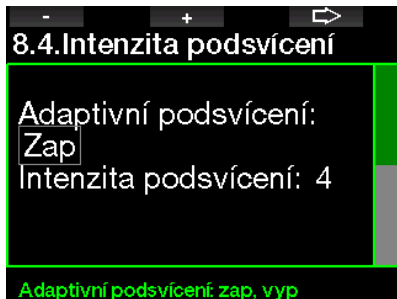 - +
8.4.Intenzita podsvícení
Adaptivní podsvícení:
Zap
Intenzita podsvícení: 4
Adaptivní podsvícení: zap, vyp